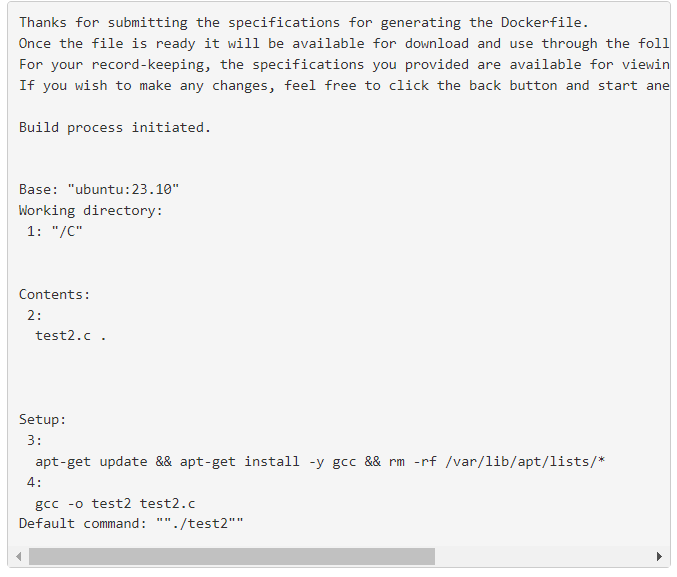 Thanks for submitting the specifications for generating the Dockerfile.
Once the file is ready it will be available for download and use through the foll
For your record-keeping, the specifications you provided are available for viewin
If you wish to make any changes, feel free to click the back button and start ane
Build process initiated.
Base: "ubuntu:23.10"
Working directory:
1: "/C"
Contents:
2:
test2.c .
Setup:
3:
apt-get update && apt-get install -y gcc && rm -rf /var/lib/apt/lists/*
4:
gcc -o test2 test2.c
Default command: ""./test2""